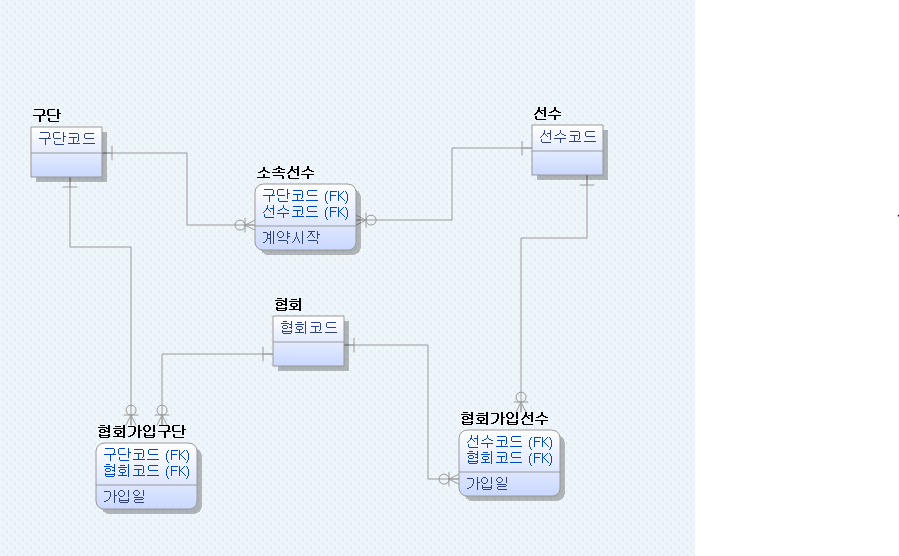 구단
구단코드
선수
선수코드
소속선수
구단코드 (FK)
선수코드 (FK)
계약시작
협회
협회코드
협회가입구단
구단코드 (FK)
협회코드 (FK)
가입일
협회가입선수
선수코드 (FK)
협회코드 (FK)
가입일